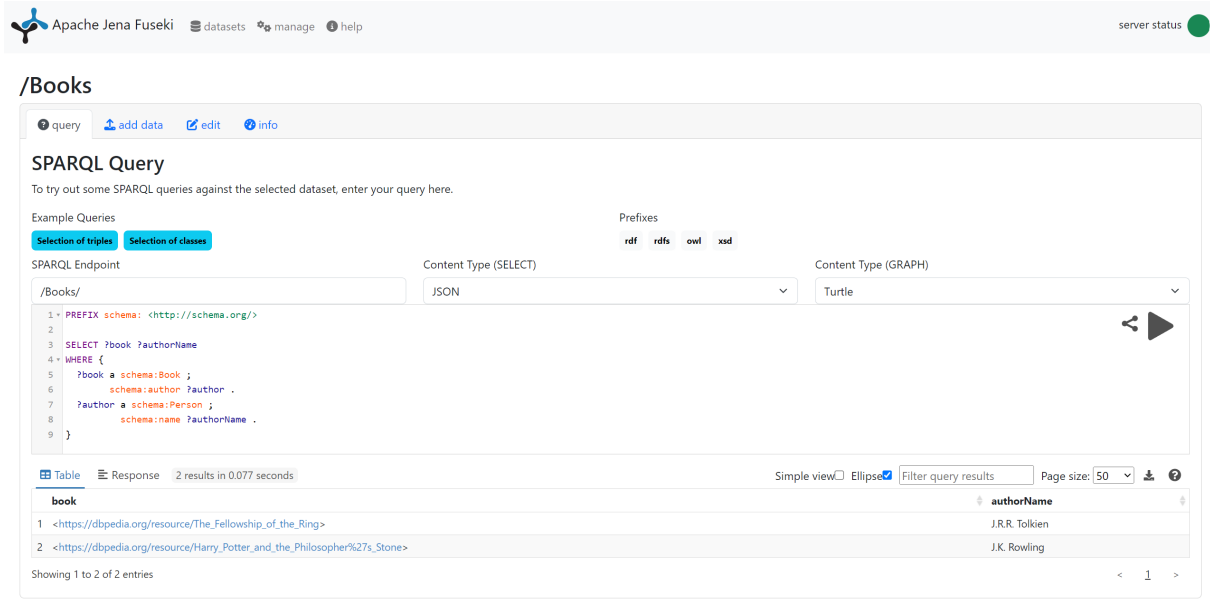 Apache Jena Fuseki datasets manage help server status
/Books
query add data edit info
SPARQL Query
To try out some SPARQL queries against the selected dataset, enter your query here.
Example Queries Prefixes
Selection of triples Selection of classes rdf rdfs owl xsd
SPARQL Endpoint Content Type (SELECT) Content Type (GRAPH)
/Books/ JSON Turtle
1 PREFIX schema: <http://schema.org/>
2
3 SELECT ?book ?authorName
4 WHERE {
5 ?book a schema:Book ;
6 schema:author ?author .
7 ?author a schema:Person ;
8 schema:name ?authorName .
9 }
Table Response 2 results in 0.077 seconds Simple view Ellipse Filter query results Page size: 50
book authorName
1 <https://dbpedia.org/resource/The_Fellowship_of_the_Ring> J.R.R. Tolkien
2 <https://dbpedia.org/resource/Harry_Potter_and_the_Philosopher%27s_Stone> J.K. Rowling
Showing 1 to 2 of 2 entries < 1 >